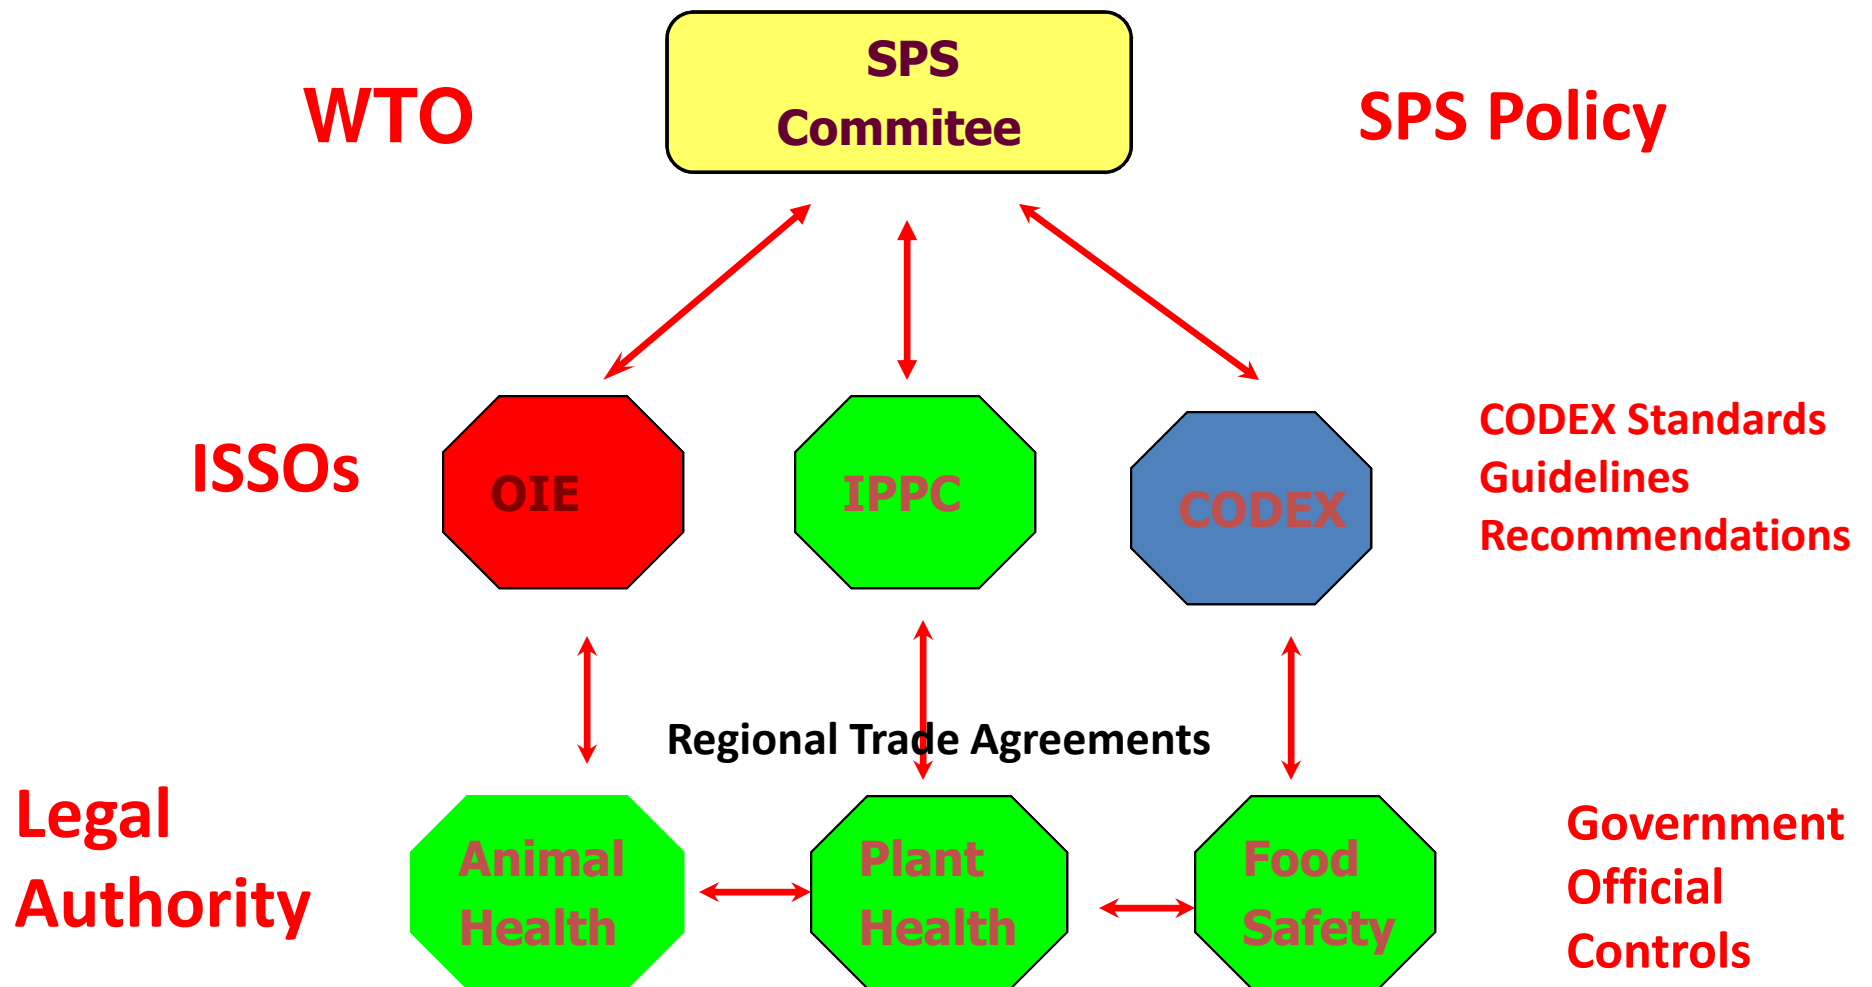 SPS
Commitee
WTO
SPS Policy
OIE
IPPC
CODEX
ISSOs
CODEX Standards
Guidelines
Recommendations
Regional Trade Agreements
Legal
Authority
Animal
Health
Plant
Health
Food
Safety
Government
Official
Controls